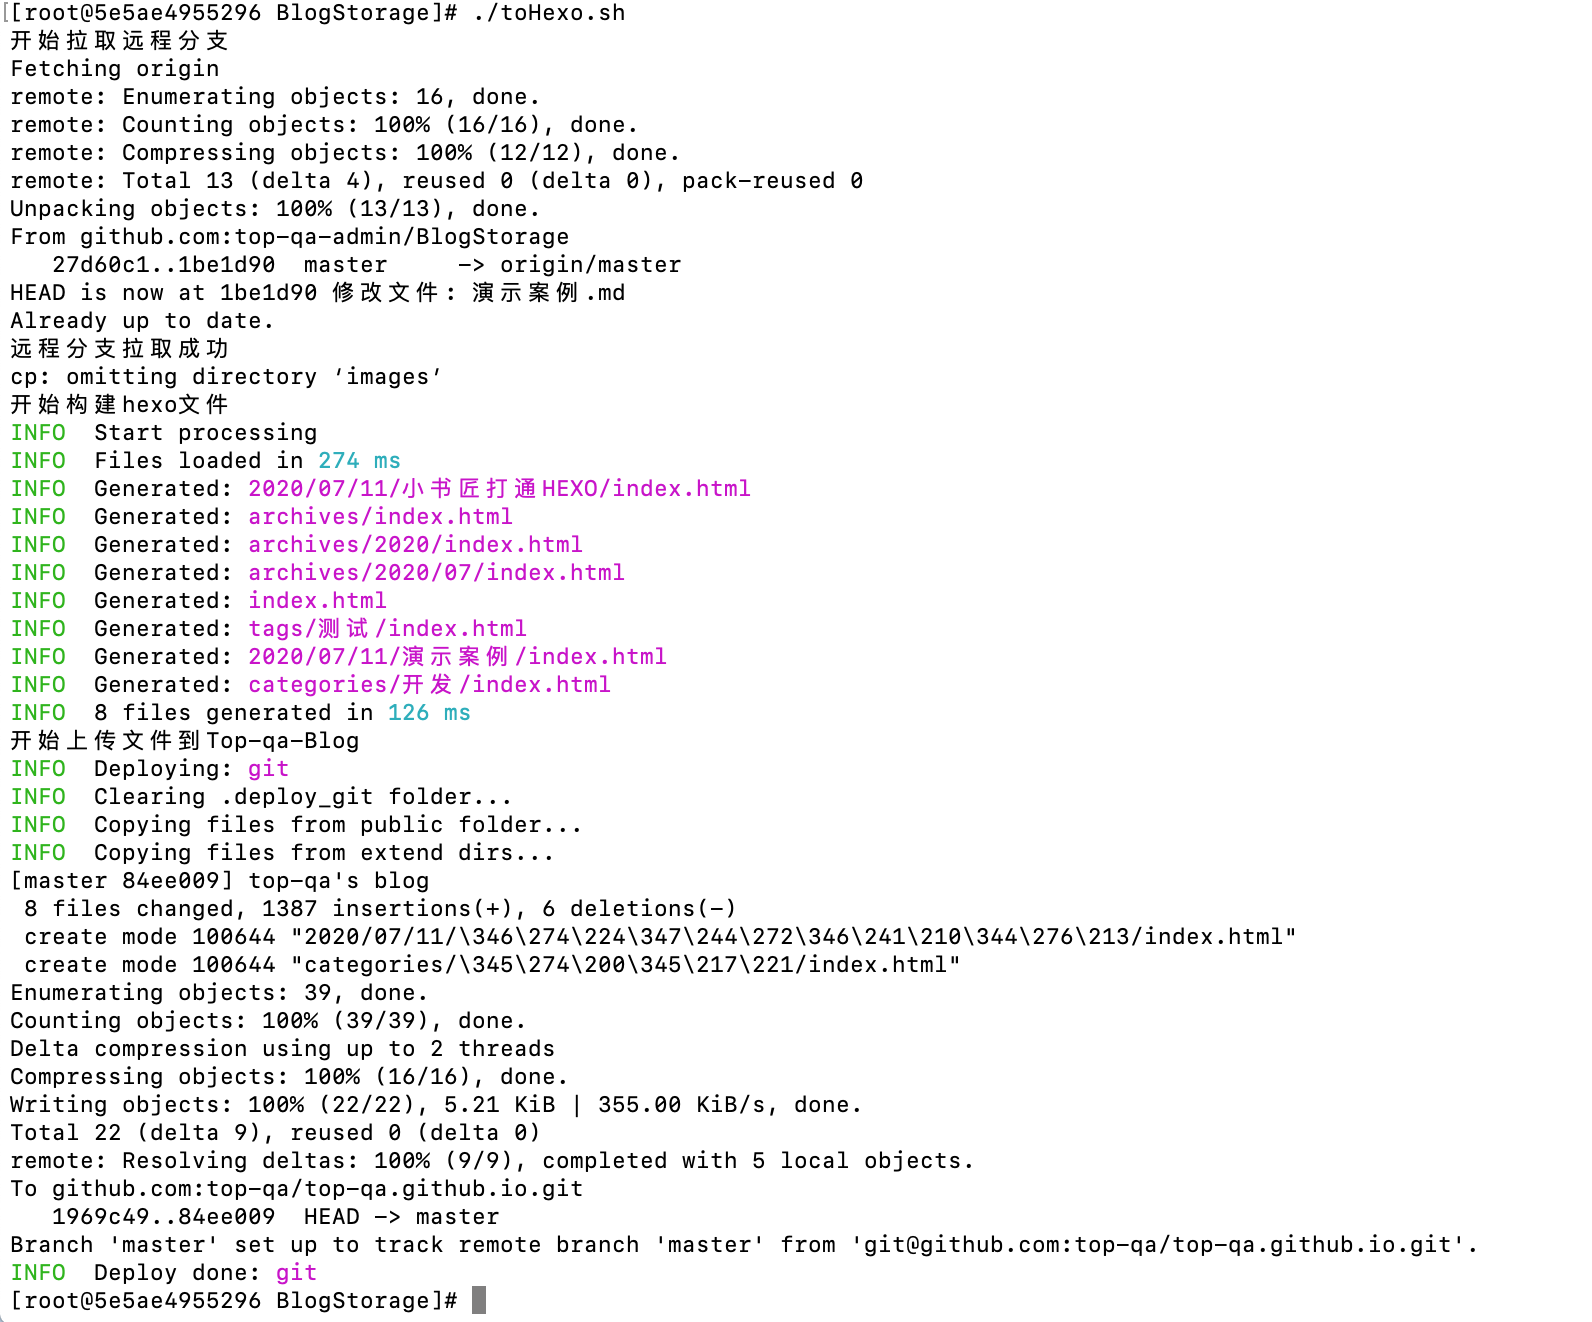 [[root@5e5ae4955296 BlogStorage]# ./toHexo.sh
开始拉取远程分支
Fetching origin
remote: Enumerating objects: 16, done.
remote: Counting objects: 100% (16/16), done.
remote: Compressing objects: 100% (12/12), done.
remote: Total 13 (delta 4), reused 0 (delta 0), pack-reused 0
Unpacking objects: 100% (13/13), done.
From github.com:top-qa-admin/BlogStorage
   27d60c1..1be1d90  master     -> origin/master
HEAD is now at 1be1d90 修改文件: 演示案例.md
Already up to date.
远程分支拉取成功
cp: omitting directory ‘images’
开始构建hexo文件
INFO  Start processing
INFO  Files loaded in 274 ms
INFO  Generated: 2020/07/11/小书匠打通HEXO/index.html
INFO  Generated: archives/index.html
INFO  Generated: archives/2020/index.html
INFO  Generated: archives/2020/07/index.html
INFO  Generated: index.html
INFO  Generated: tags/测试/index.html
INFO  Generated: 2020/07/11/演示案例/index.html
INFO  Generated: categories/开发/index.html
INFO  8 files generated in 126 ms
开始上传文件到Top-qa-Blog
INFO  Deploying: git
INFO  Clearing .deploy_git folder...
INFO  Copying files from public folder...
INFO  Copying files from extend dirs...
[master 84ee009] top-qa's blog
 8 files changed, 1387 insertions(+), 6 deletions(-)
 create mode 100644 "2020/07/11/\346\274\224\347\244\272\346\241\210\344\276\213/index.html"
 create mode 100644 "categories/\345\274\200\345\217\221/index.html"
Enumerating objects: 39, done.
Counting objects: 100% (39/39), done.
Delta compression using up to 2 threads
Compressing objects: 100% (16/16), done.
Writing objects: 100% (22/22), 5.21 KiB | 355.00 KiB/s, done.
Total 22 (delta 9), reused 0 (delta 0)
remote: Resolving deltas: 100% (9/9), completed with 5 local objects.
To github.com:top-qa/top-qa.github.io.git
   1969c49..84ee009  HEAD -> master
Branch 'master' set up to track remote branch 'master' from 'git@github.com:top-qa/top-qa.github.io.git'.
INFO  Deploy done: git
[root@5e5ae4955296 BlogStorage]#